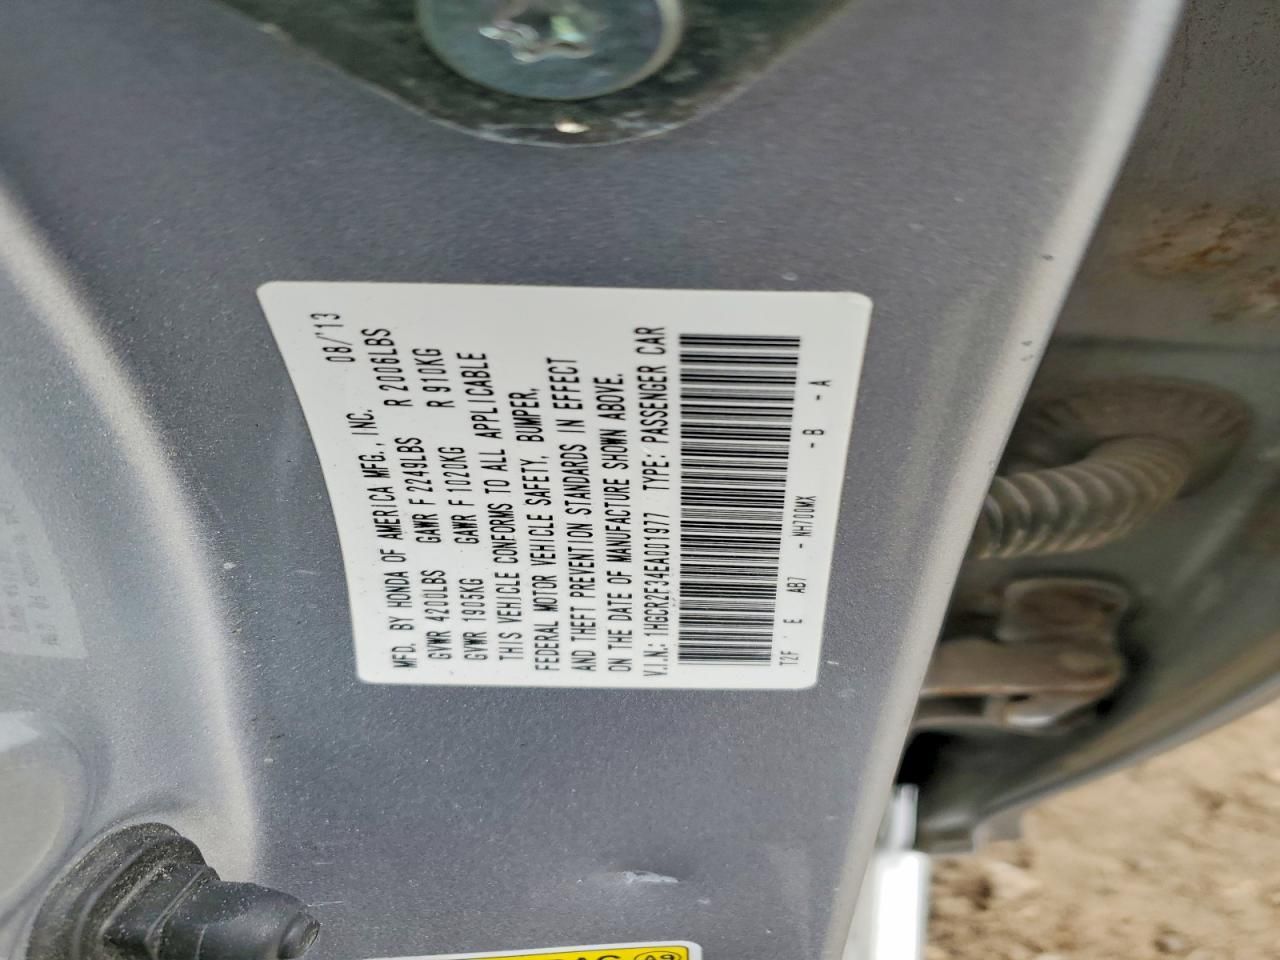 MFD. BY HONDA OF AMERICA MFG., INC. 08/'13
GVWR 4200LBS GAWR F 2249LBS R 2006LBS
GVWR 1905KG GAWR F 1020KG R 910KG
THIS VEHICLE CONFORMS TO ALL APPLICABLE
FEDERAL MOTOR VEHICLE SAFETY, BUMPER,
AND THEFT PREVENTION STANDARDS IN EFFECT
ON THE DATE OF MANUFACTURE SHOWN ABOVE.
V.I.N.: 1HGCR2F34EA001977 TYPE: PASSENGER CAR
T2F ' E AB7 - NH700MX - B - A